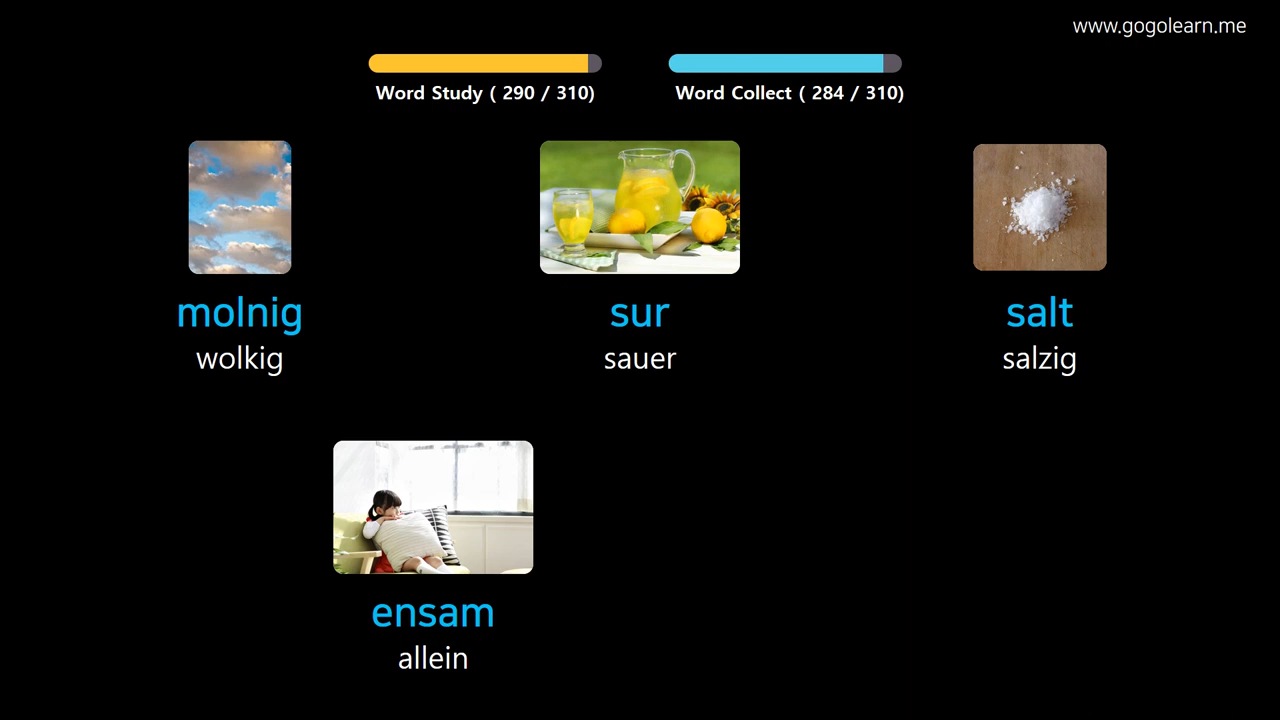 www.gogolearn.me
Word Study ( 290 / 310)
Word Collect ( 284 / 310)
molnig
wolkig
sur
sauer
salt
salzig
ensam
allein